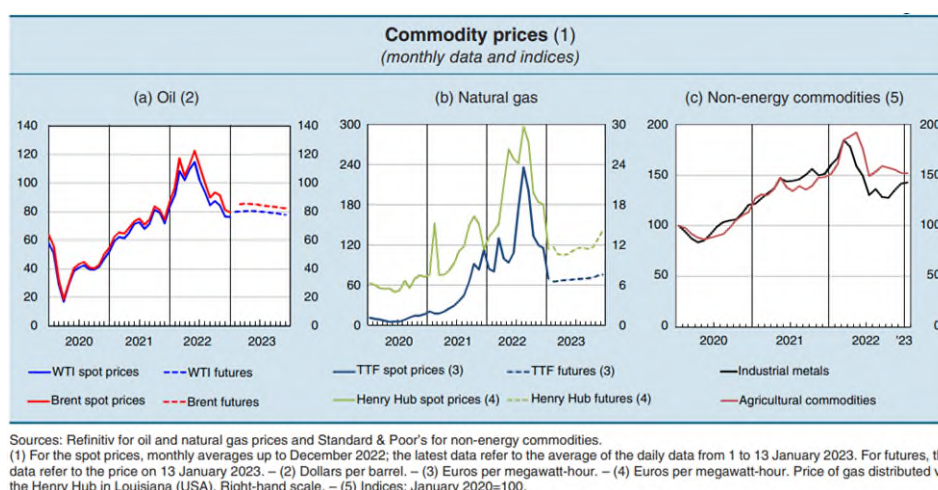 Commodity prices (1)
(monthly data and indices)
(a) Oil (2)
(b) Natural gas
(c) Non-energy commodities (5)
140 140
120 120
100 100
80 80
60 60
40 40
20 20
0 0
2020 2021 2022 2023
WTI spot prices WTI futures
Brent spot prices Brent futures
300 30
240 24
180 18
120 12
60 6
0 0
2020 2021 2022 2023
TTF spot prices (3) TTF futures (3)
Henry Hub spot prices (4) Henry Hub futures (4)
200 200
150 150
100 100
50 50
0 0
2020 2021 2022 '23
Industrial metals
Agricultural commodities
Sources: Refinitiv for oil and natural gas prices and Standard & Poor's for non-energy commodities.
(1) For the spot prices, monthly averages up to December 2022; the latest data refer to the average of the daily data from 1 to 13 January 2023. For futures,
data refer to the price on 13 January 2023. – (2) Dollars per barrel. – (3) Euros per megawatt-hour. – (4) Euros per megawatt-hour. Price of gas distributed
the Henry Hub in Louisiana (USA). Right-hand scale. – (5) Indices: January 2020=100.